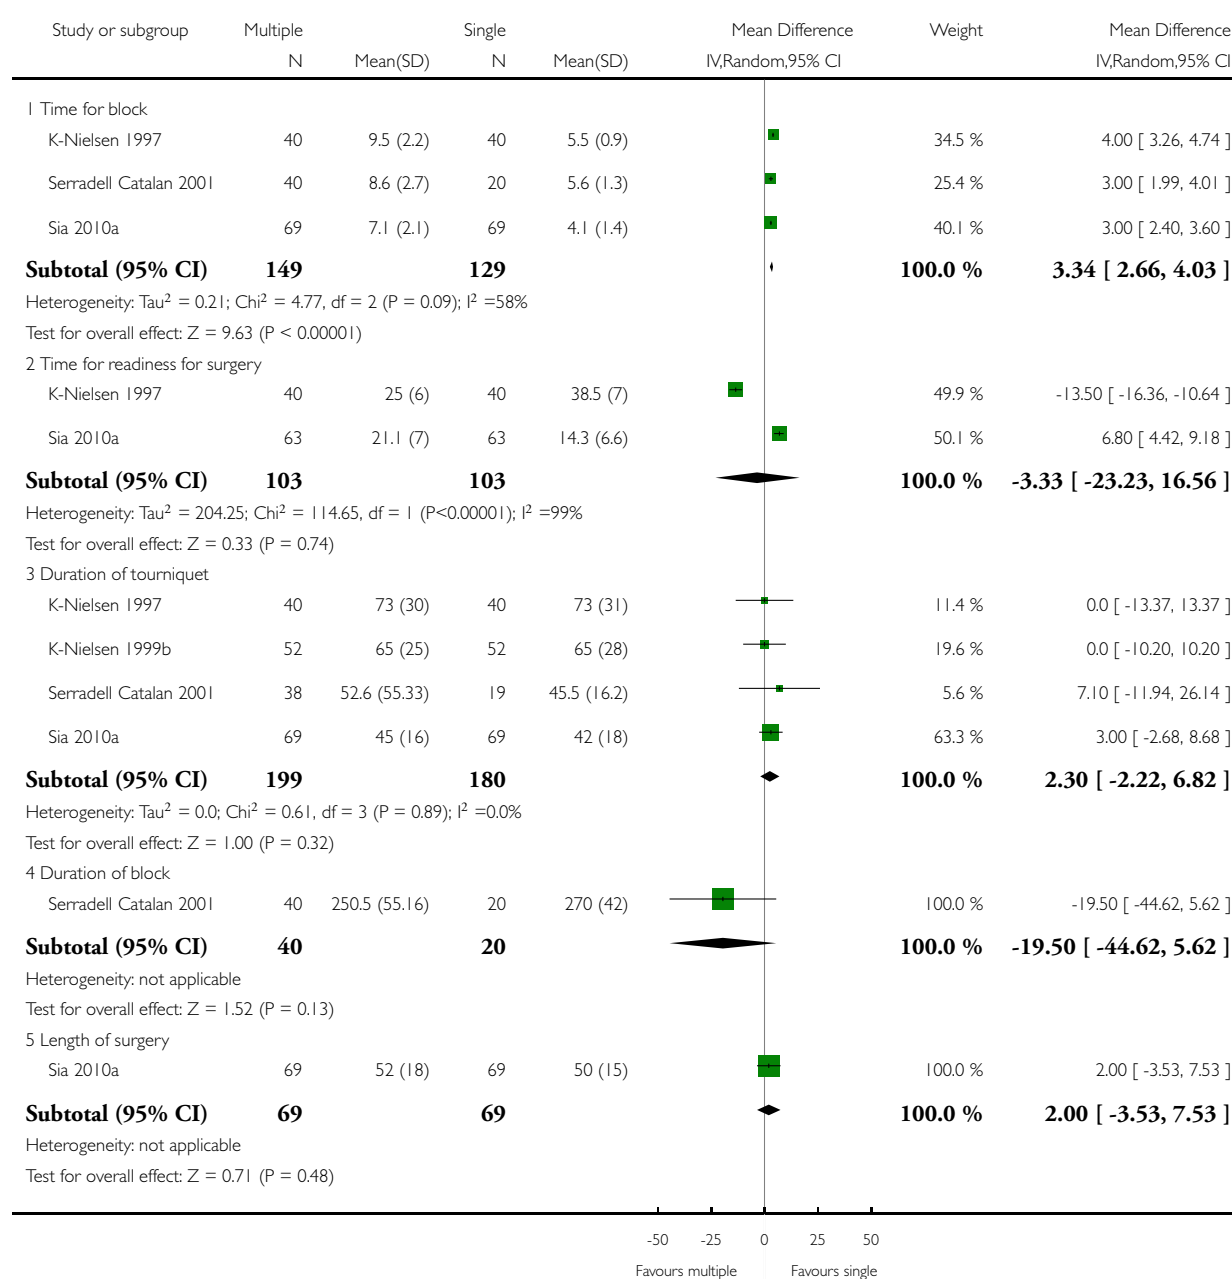 Study or subgroup Multiple Single Mean Difference Weight Mean Difference
N Mean(SD) N Mean(SD) IV,Random,95% CI IV,Random,95% CI
1 Time for block
K-Nielsen 1997 40 9.5 (2.2) 40 5.5 (0.9) 34.5 % 4.00 [ 3.26, 4.74 ]
Serradell Catalan 2001 40 8.6 (2.7) 20 5.6 (1.3) 25.4 % 3.00 [ 1.99, 4.01 ]
Sia 2010a 69 7.1 (2.1) 69 4.1 (1.4) 40.1 % 3.00 [ 2.40, 3.60 ]
Subtotal (95% CI) 149 129 100.0 % 3.34 [ 2.66, 4.03 ]
Heterogeneity: Tau² = 0.21; Chi² = 4.77, df = 2 (P = 0.09); I² =58%
Test for overall effect: Z = 9.63 (P < 0.00001)
2 Time for readiness for surgery
K-Nielsen 1997 40 25 (6) 40 38.5 (7) 49.9 % -13.50 [ -16.36, -10.64 ]
Sia 2010a 63 21.1 (7) 63 14.3 (6.6) 50.1 % 6.80 [ 4.42, 9.18 ]
Subtotal (95% CI) 103 103 100.0 % -3.33 [ -23.23, 16.56 ]
Heterogeneity: Tau² = 204.25; Chi² = 114.65, df = 1 (P<0.00001); I² =99%
Test for overall effect: Z = 0.33 (P = 0.74)
3 Duration of tourniquet
K-Nielsen 1997 40 73 (30) 40 73 (31) 11.4 % 0.0 [ -13.37, 13.37 ]
K-Nielsen 1999b 52 65 (25) 52 65 (28) 19.6 % 0.0 [ -10.20, 10.20 ]
Serradell Catalan 2001 38 52.6 (55.33) 19 45.5 (16.2) 5.6 % 7.10 [ -11.94, 26.14 ]
Sia 2010a 69 45 (16) 69 42 (18) 63.3 % 3.00 [ -2.68, 8.68 ]
Subtotal (95% CI) 199 180 100.0 % 2.30 [ -2.22, 6.82 ]
Heterogeneity: Tau² = 0.0; Chi² = 0.61, df = 3 (P = 0.89); I² =0.0%
Test for overall effect: Z = 1.00 (P = 0.32)
4 Duration of block
Serradell Catalan 2001 40 250.5 (55.16) 20 270 (42) 100.0 % -19.50 [ -44.62, 5.62 ]
Subtotal (95% CI) 40 20 100.0 % -19.50 [ -44.62, 5.62 ]
Heterogeneity: not applicable
Test for overall effect: Z = 1.52 (P = 0.13)
5 Length of surgery
Sia 2010a 69 52 (18) 69 50 (15) 100.0 % 2.00 [ -3.53, 7.53 ]
Subtotal (95% CI) 69 69 100.0 % 2.00 [ -3.53, 7.53 ]
Heterogeneity: not applicable
Test for overall effect: Z = 0.71 (P = 0.48)
-50 -25 0 25 50
Favours multiple Favours single